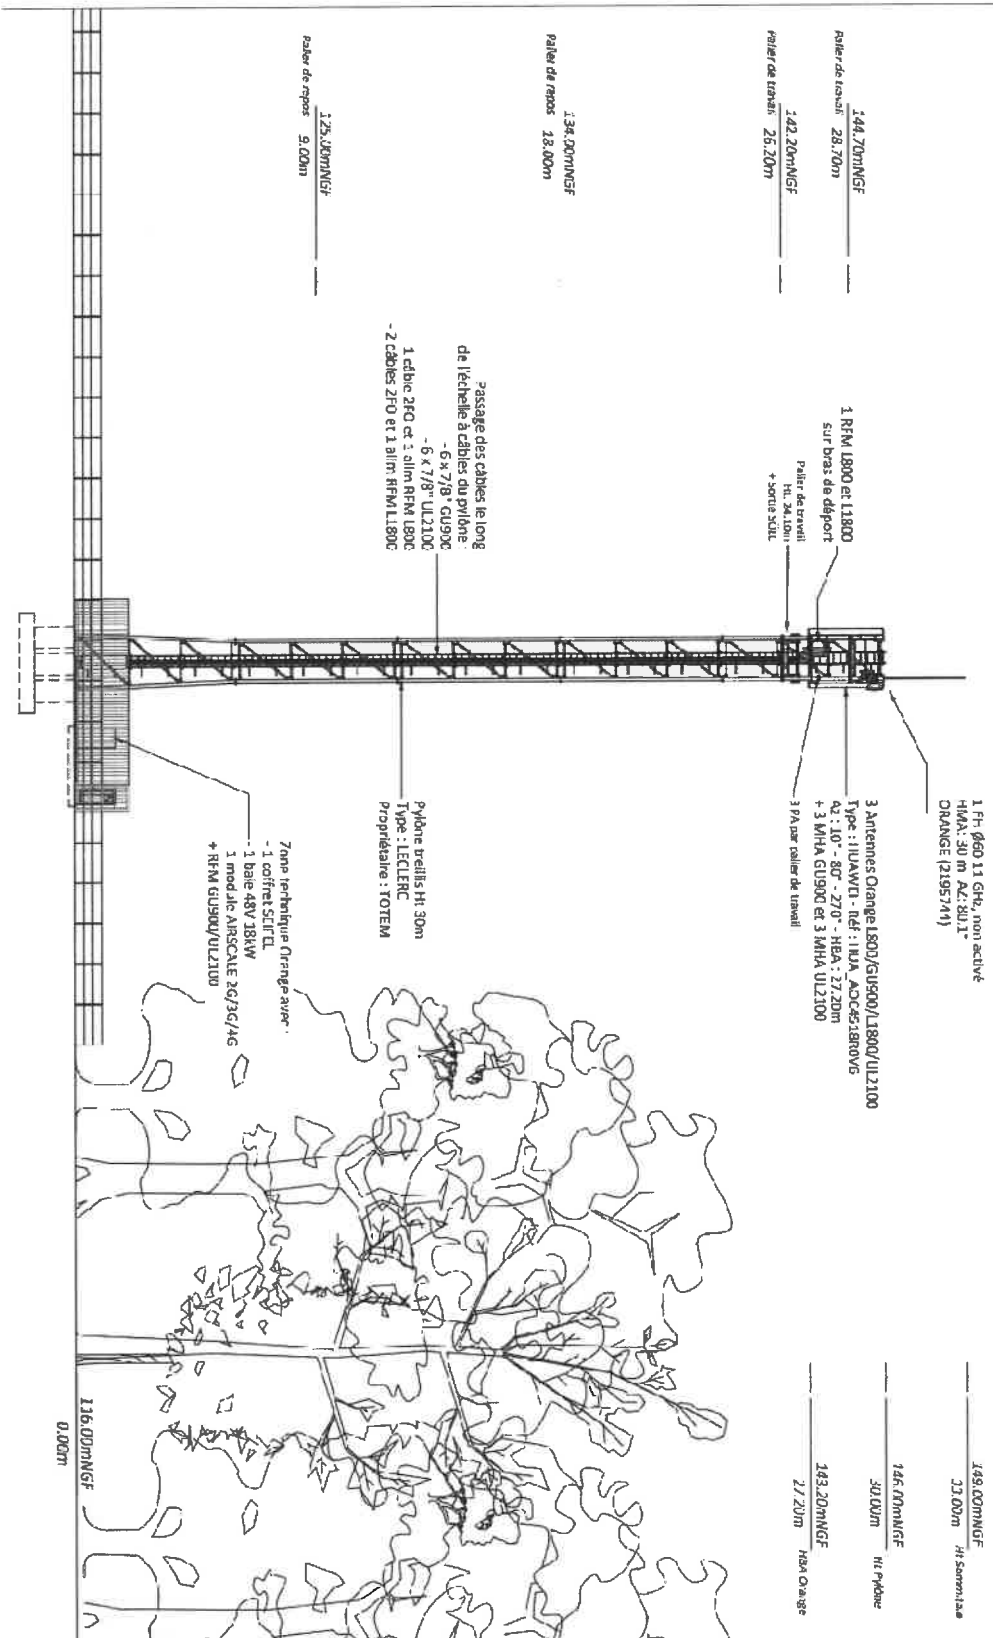 149.00mNGF
33.00m Ht Sommitale
146.00mNGF
30.00m Ht Pylône
143.20mNGF
27.20m HBA Orange
144.70mNGF
Palier de travail 28.70m
142.20mNGF
Palier de travail 26.20m
134.00mNGF
Palier de repos 18.00m
125.00mNGF
Palier de repos 9.00m
1 FH Ø60 11 GHz, non activé
HMA: 30 m AZ: 80,1°
ORANGE (2195741)
1 RFM L800 et L1800
sur bras de déport
Palier de travail
Ht. 24.10m
+ sortie
3 Antennes Orange L800/GU900/L1800/UL2100
Type : HUAWEI - Réf : HUA_ADC4518R0V6
AZ : 10° - 80° - 270° - HBA : 27.20m
+ 3 MHA GU900 et 3 MHA UL2100
3 PA par palier de travail
Passage des câbles le long
de l'échelle à câbles du pylône :
- 6 x 7/8" GU900
- 6 x 7/8" UL2100
1 câble 2FO et 1 alim RFM L800
- 2 câbles 2FO et 1 alim RFM L1800
Pylône treillis Ht 30m
Type : LECLERC
Propriétaire : TOTEM
Zone technique Orange avec :
- 1 coffret
- 1 baie 48V 18kW
1 module AIRSCALE 2G/3G/4G
+ RFM GU900/UL2100
116.00mNGF
0.00m